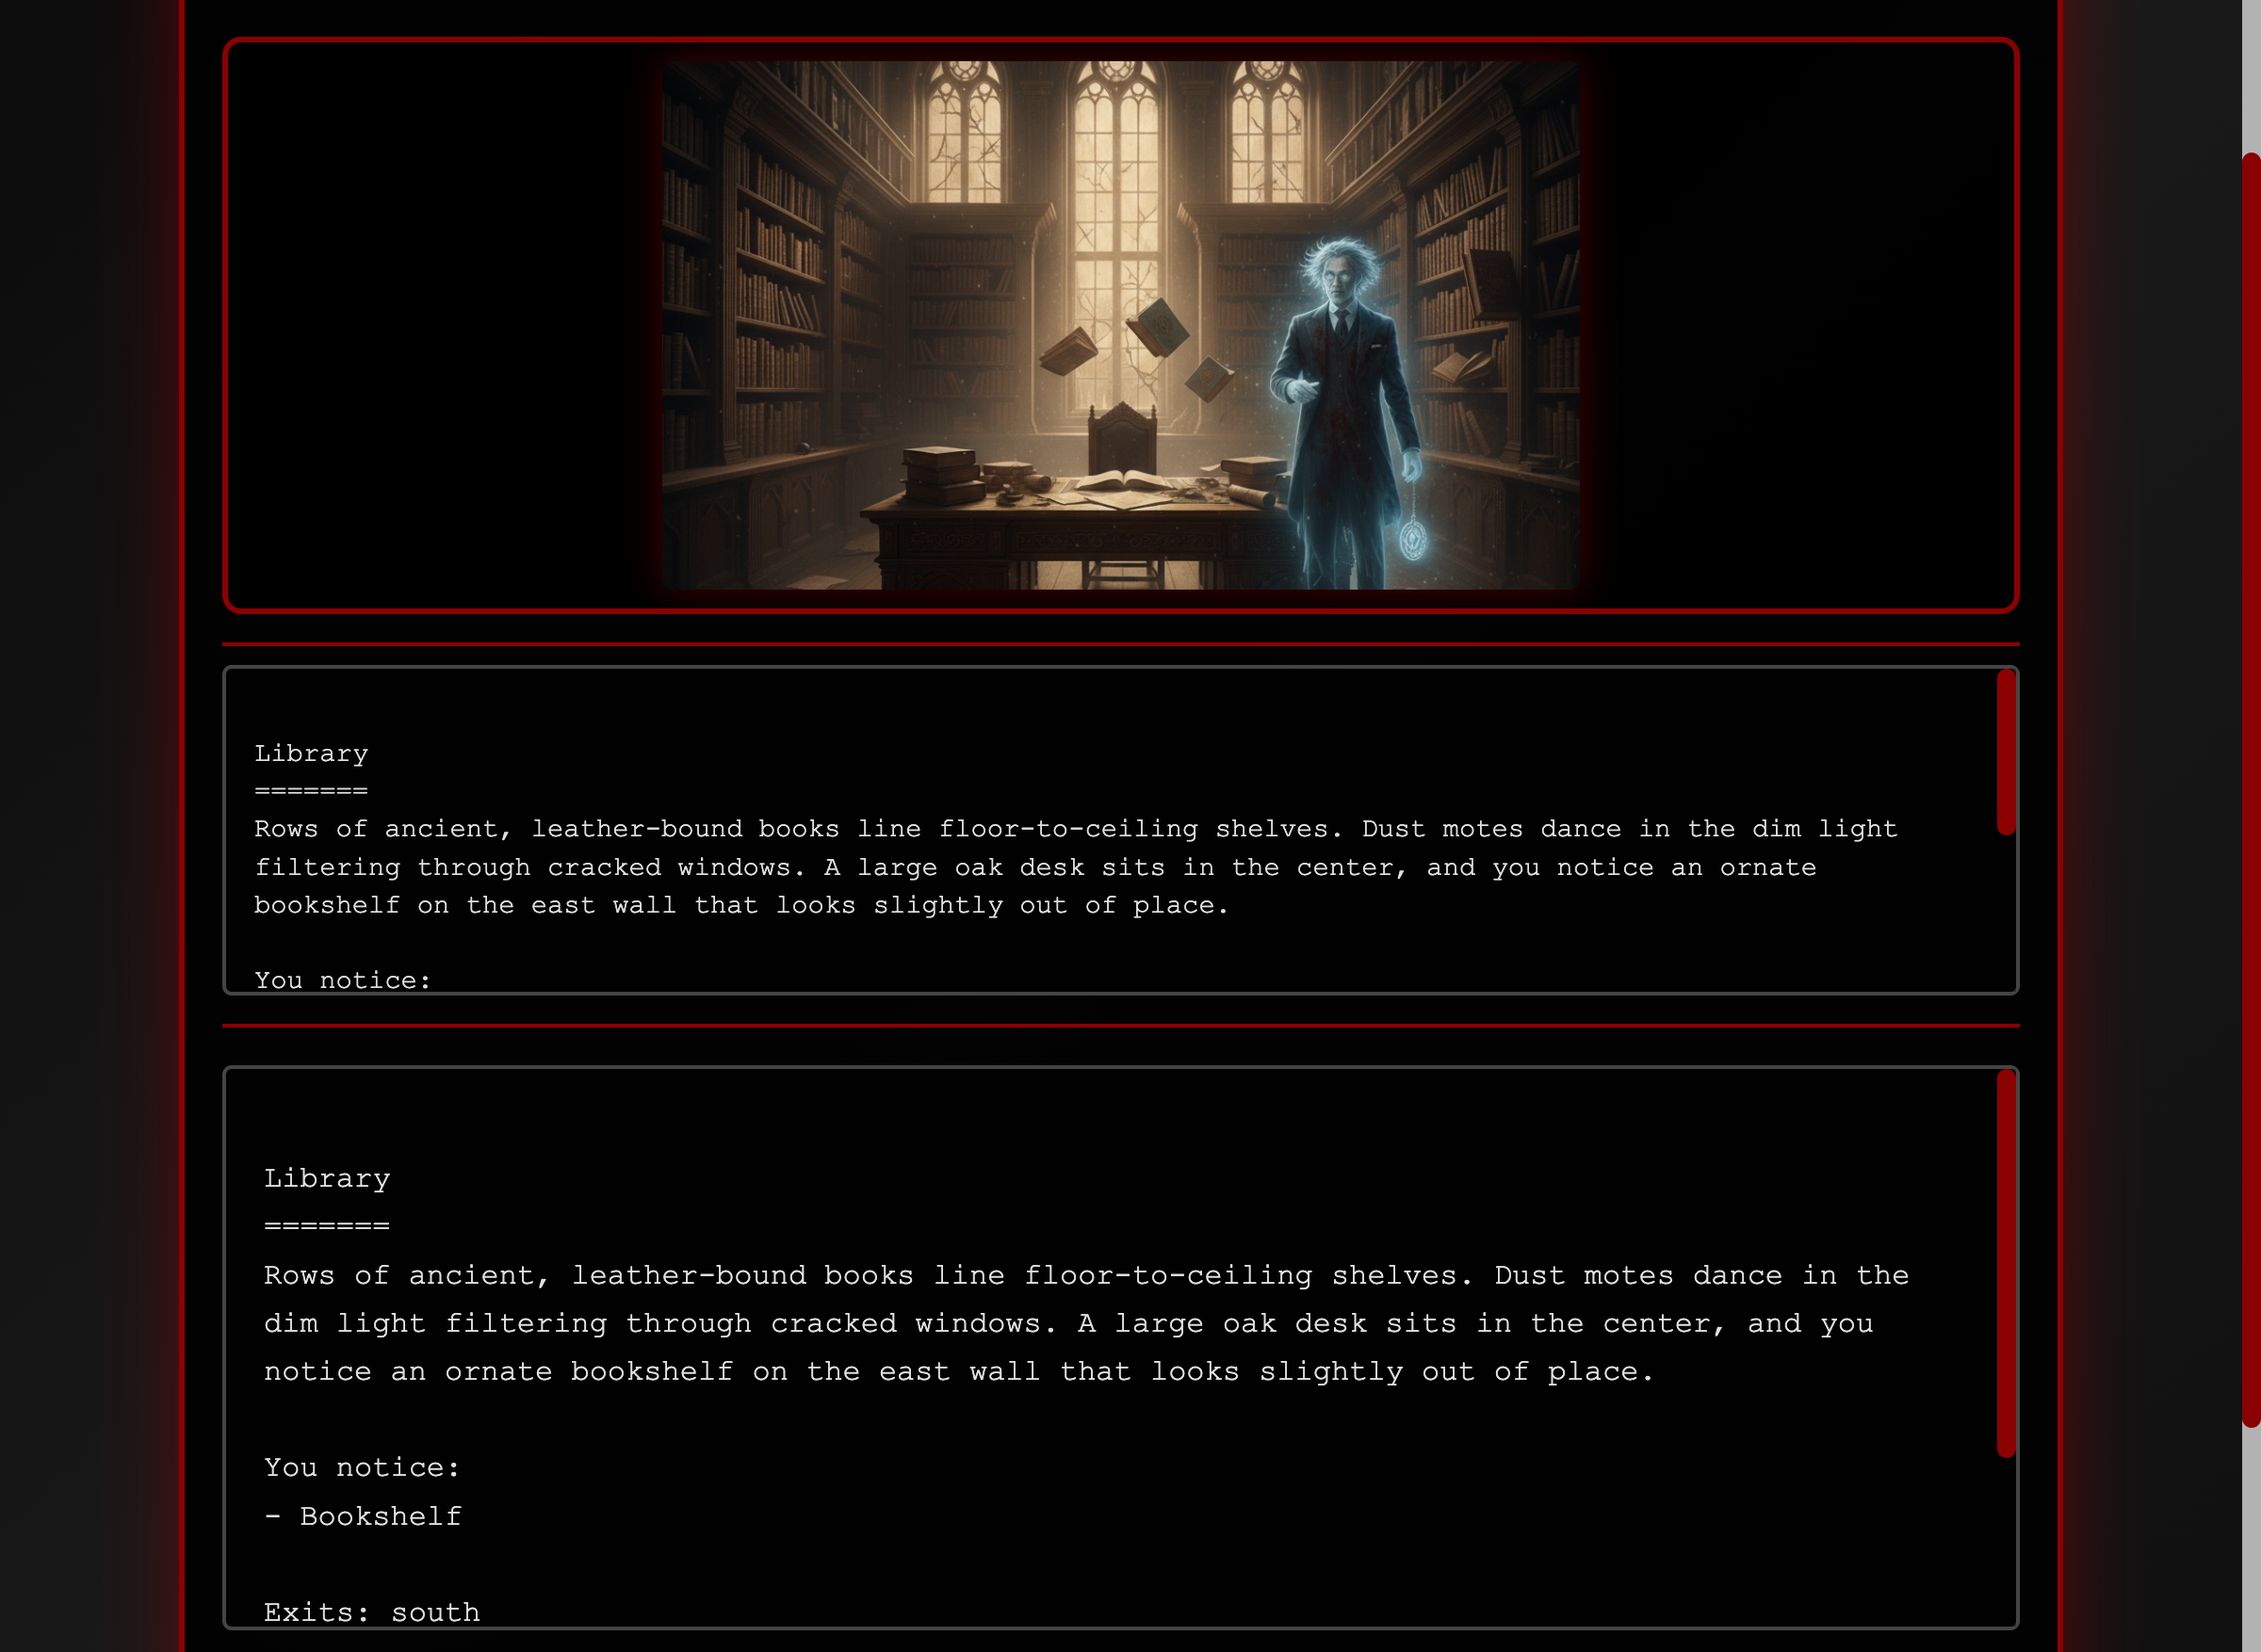 Library
=======
Rows of ancient, leather-bound books line floor-to-ceiling shelves. Dust motes dance in the dim light
filtering through cracked windows. A large oak desk sits in the center, and you notice an ornate
bookshelf on the east wall that looks slightly out of place.
You notice:
Library
=======
Rows of ancient, leather-bound books line floor-to-ceiling shelves. Dust motes dance in the
dim light filtering through cracked windows. A large oak desk sits in the center, and you
notice an ornate bookshelf on the east wall that looks slightly out of place.
You notice:
- Bookshelf
Exits: south